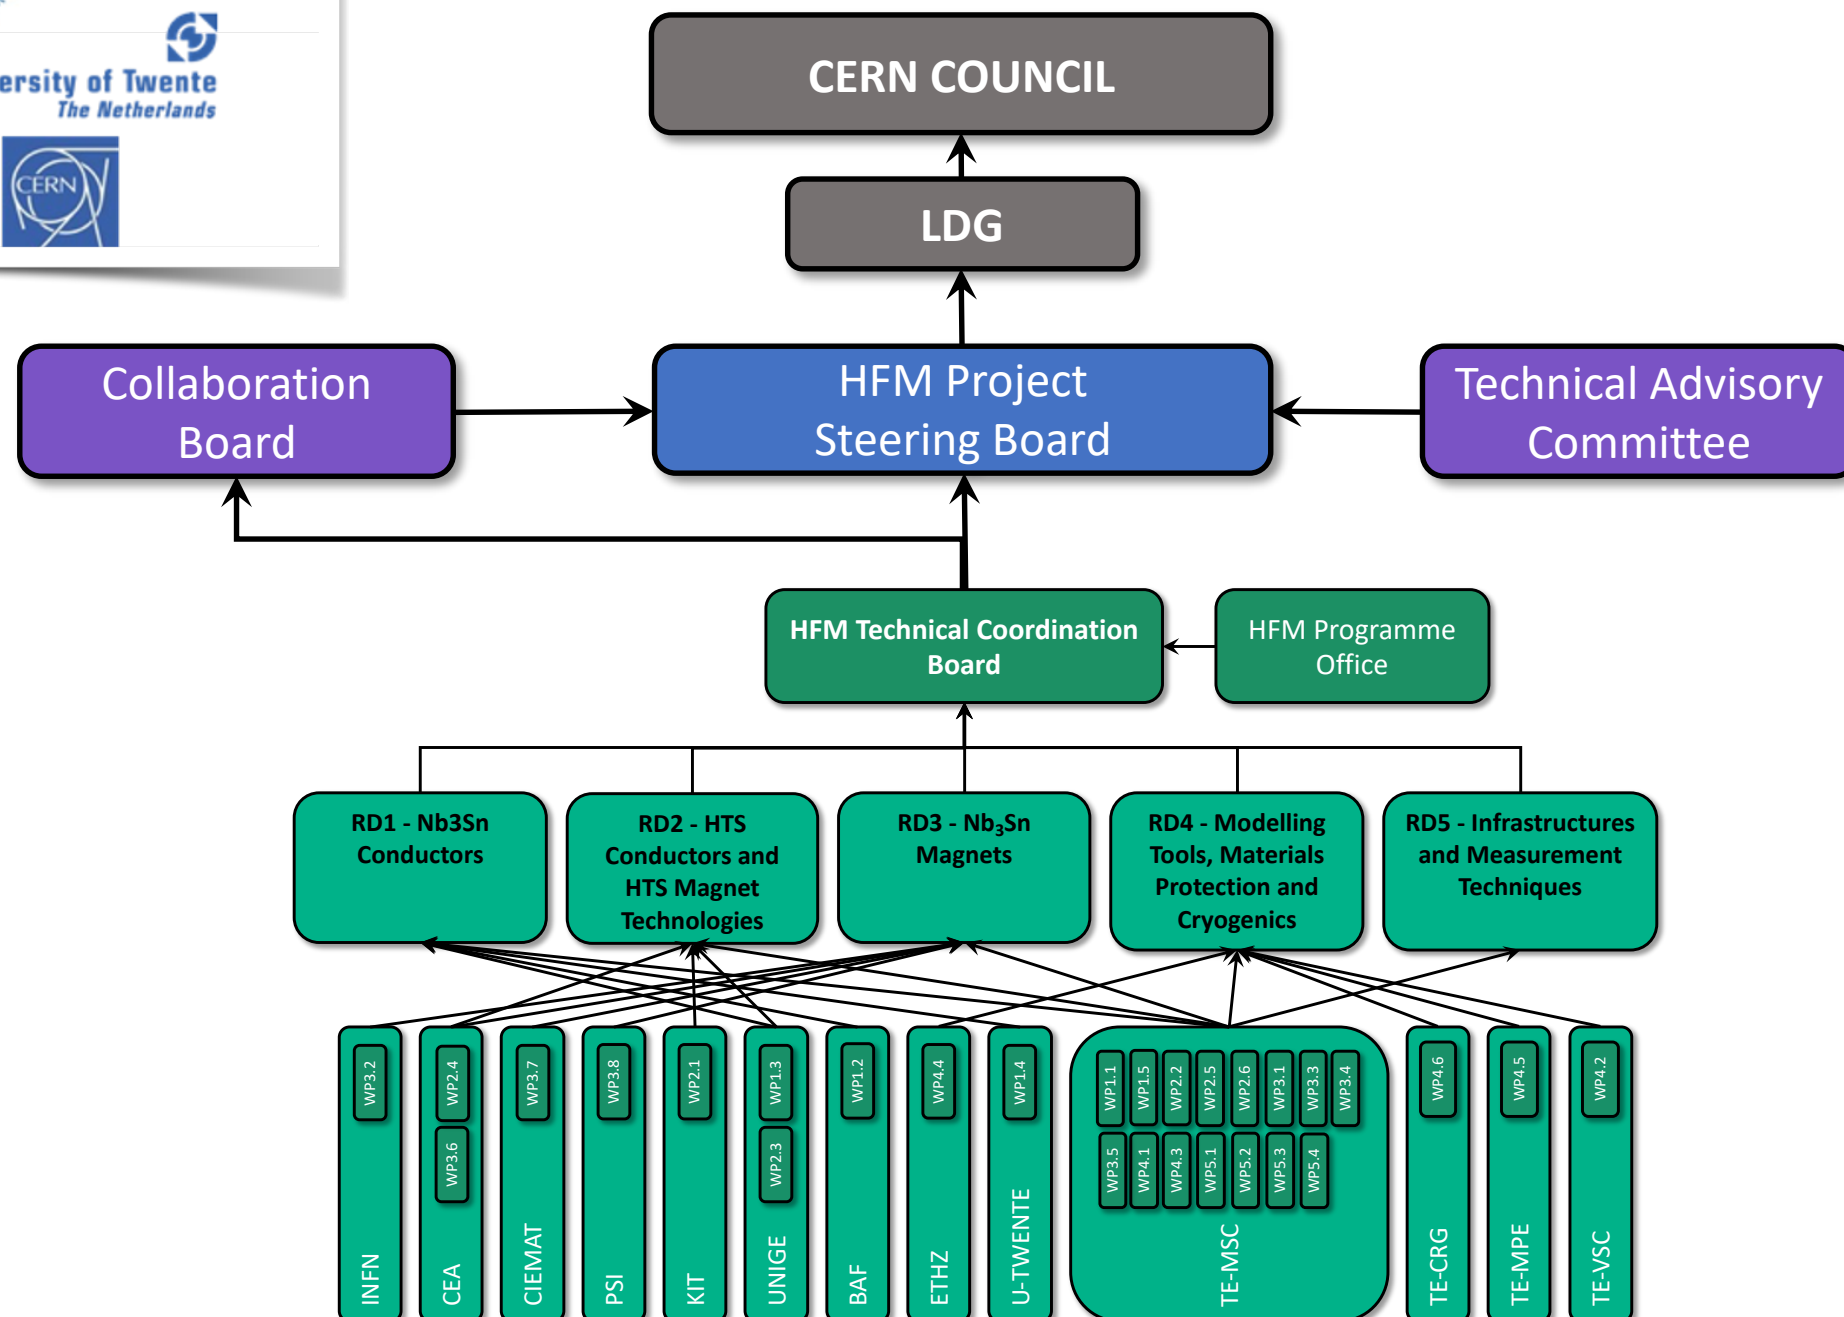 ersity of Twente
The Netherlands
CERN
CERN COUNCIL
LDG
Collaboration
Board
HFM Project
Steering Board
Technical Advisory
Committee
HFM Technical Coordination
Board
HFM Programme
Office
RD1 - Nb3Sn
Conductors
RD2 - HTS
Conductors and
HTS Magnet
Technologies
RD3 - Nb₃Sn
Magnets
RD4 - Modelling
Tools, Materials
Protection and
Cryogenics
RD5 - Infrastructures
and Measurement
Techniques
WP3.2
INFN
WP2.4
WP3.6
CEA
WP3.7
CIEMAT
WP3.8
PSI
WP2.1
KIT
WP1.3
WP2.3
UNIGE
WP1.2
BAF
WP4.4
ETHZ
WP1.4
U-TWENTE
WP1.1
WP1.5
WP2.2
WP2.5
WP2.6
WP3.1
WP3.3
WP3.4
WP3.5
WP4.1
WP4.3
WP5.1
WP5.2
WP5.3
WP5.4
TE-MSC
WP4.6
TE-CRG
WP4.5
TE-MPE
WP4.2
TE-VSC